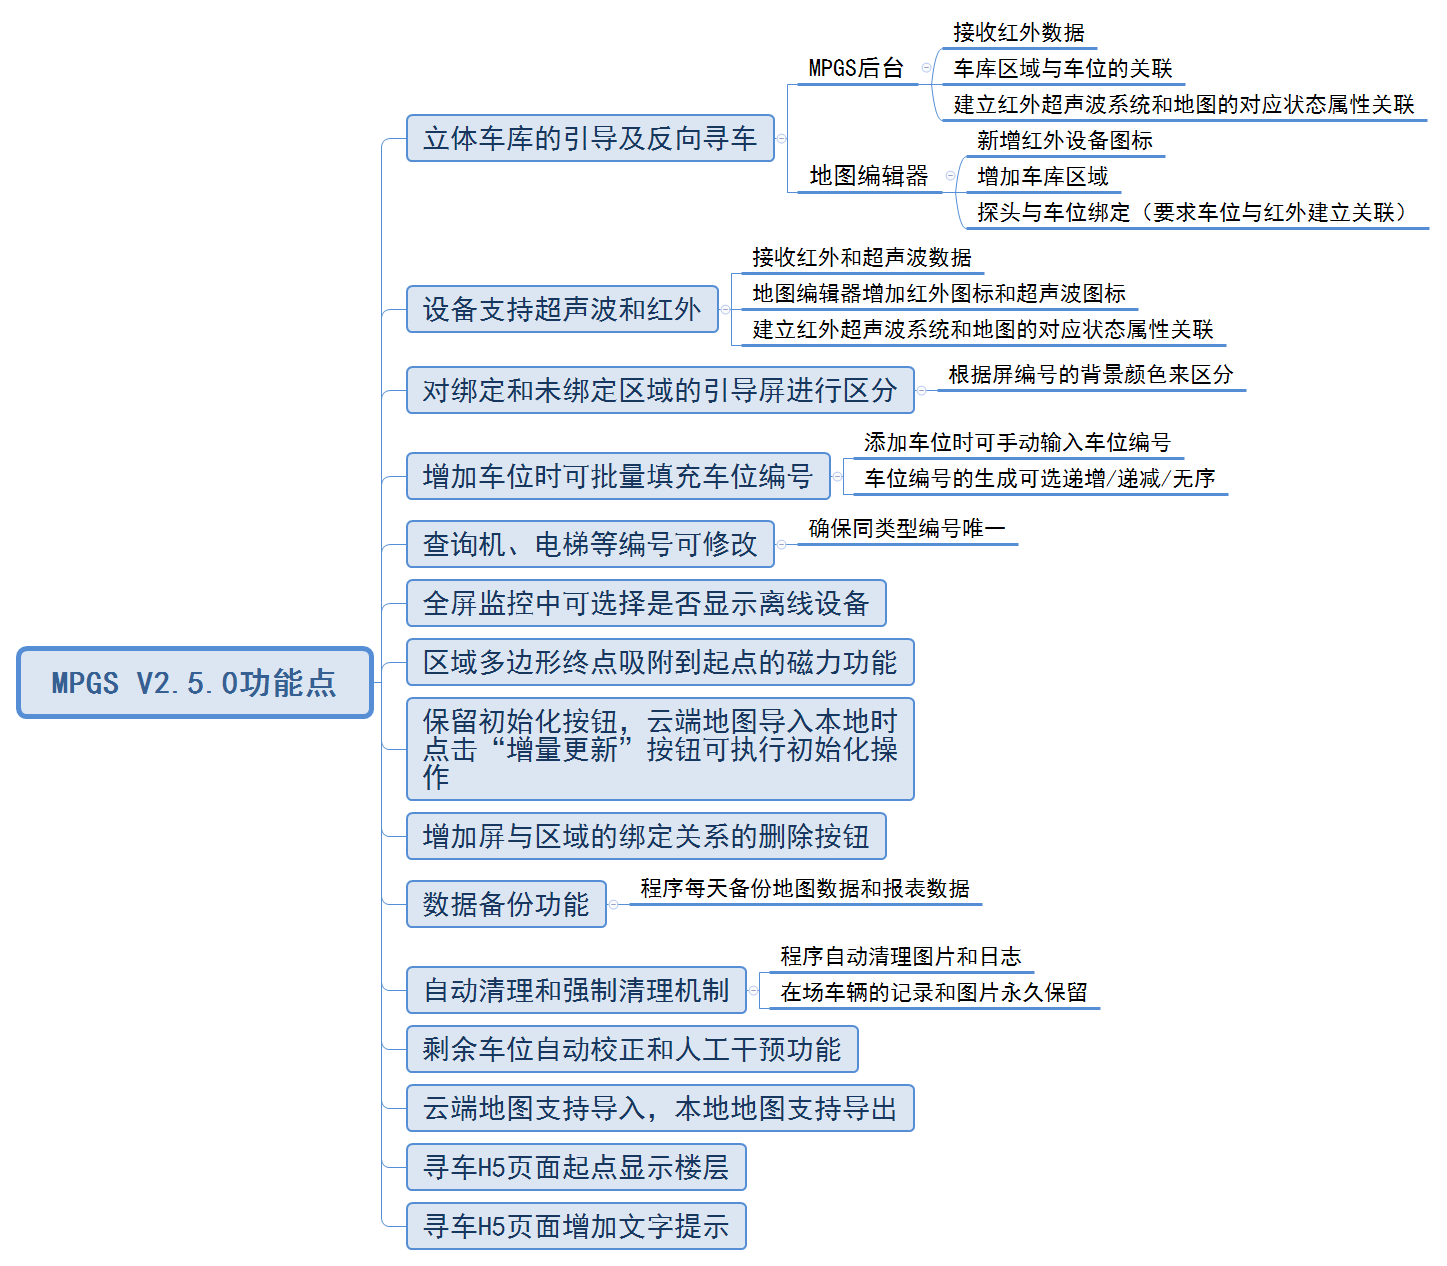 MPGS V2.5.0功能点
立体车库的引导及反向寻车
MPGS后台
接收红外数据
车库区域与车位的关联
建立红外超声波系统和地图的对应状态属性关联
地图编辑器
新增红外设备图标
增加车库区域
探头与车位绑定（要求车位与红外建立关联）
设备支持超声波和红外
接收红外和超声波数据
地图编辑器增加红外图标和超声波图标
建立红外超声波系统和地图的对应状态属性关联
对绑定和未绑定区域的引导屏进行区分
根据屏编号的背景颜色来区分
增加车位时可批量填充车位编号
添加车位时可手动输入车位编号
车位编号的生成可选递增/递减/无序
查询机、电梯等编号可修改
确保同类型编号唯一
全屏监控中可选择是否显示离线设备
区域多边形终点吸附到起点的磁力功能
保留初始化按钮，云端地图导入本地时
点击“增量更新”按钮可执行初始化操
作
增加屏与区域的绑定关系的删除按钮
数据备份功能
程序每天备份地图数据和报表数据
自动清理和强制清理机制
程序自动清理图片和日志
在场车辆的记录和图片永久保留
剩余车位自动校正和人工干预功能
云端地图支持导入，本地地图支持导出
寻车H5页面起点显示楼层
寻车H5页面增加文字提示